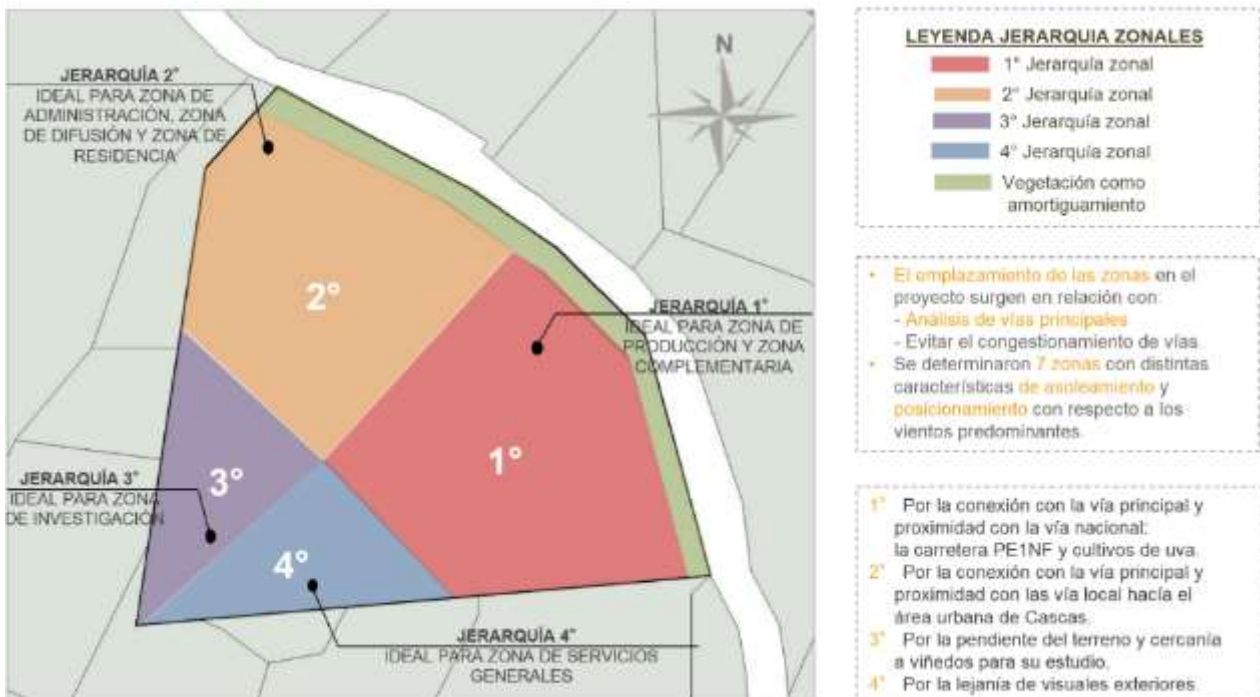 JERARQUÍA 2°
IDEAL PARA ZONA DE
ADMINISTRACIÓN, ZONA
DE DIFUSIÓN Y ZONA DE
RESIDENCIA
N
2°
JERARQUÍA 1°
IDEAL PARA ZONA DE
PRODUCCIÓN Y ZONA
COMPLEMENTARIA
1°
3°
JERARQUÍA 3°
IDEAL PARA ZONA
DE INVESTIGACIÓN
4°
JERARQUÍA 4°
IDEAL PARA ZONA DE SERVICIOS
GENERALES
LEYENDA JERARQUIA ZONALES
1° Jerarquía zonal
2° Jerarquía zonal
3° Jerarquía zonal
4° Jerarquía zonal
Vegetación como
amortiguamiento
• El emplazamiento de las zonas en el
proyecto surgen en relación con:
- Análisis de vías principales
- Evitar el congestionamiento de vías.
• Se determinaron 7 zonas con distintas
características de asoleamiento y
posicionamiento con respecto a los
vientos predominantes.
1° Por la conexión con la vía principal y
proximidad con la vía nacional:
la carretera PE1NF y cultivos de uva.
2° Por la conexión con la vía principal y
proximidad con las vía local hacía el
área urbana de Cascas.
3° Por la pendiente del terreno y cercanía
a viñedos para su estudio.
4° Por la lejanía de visuales exteriores.